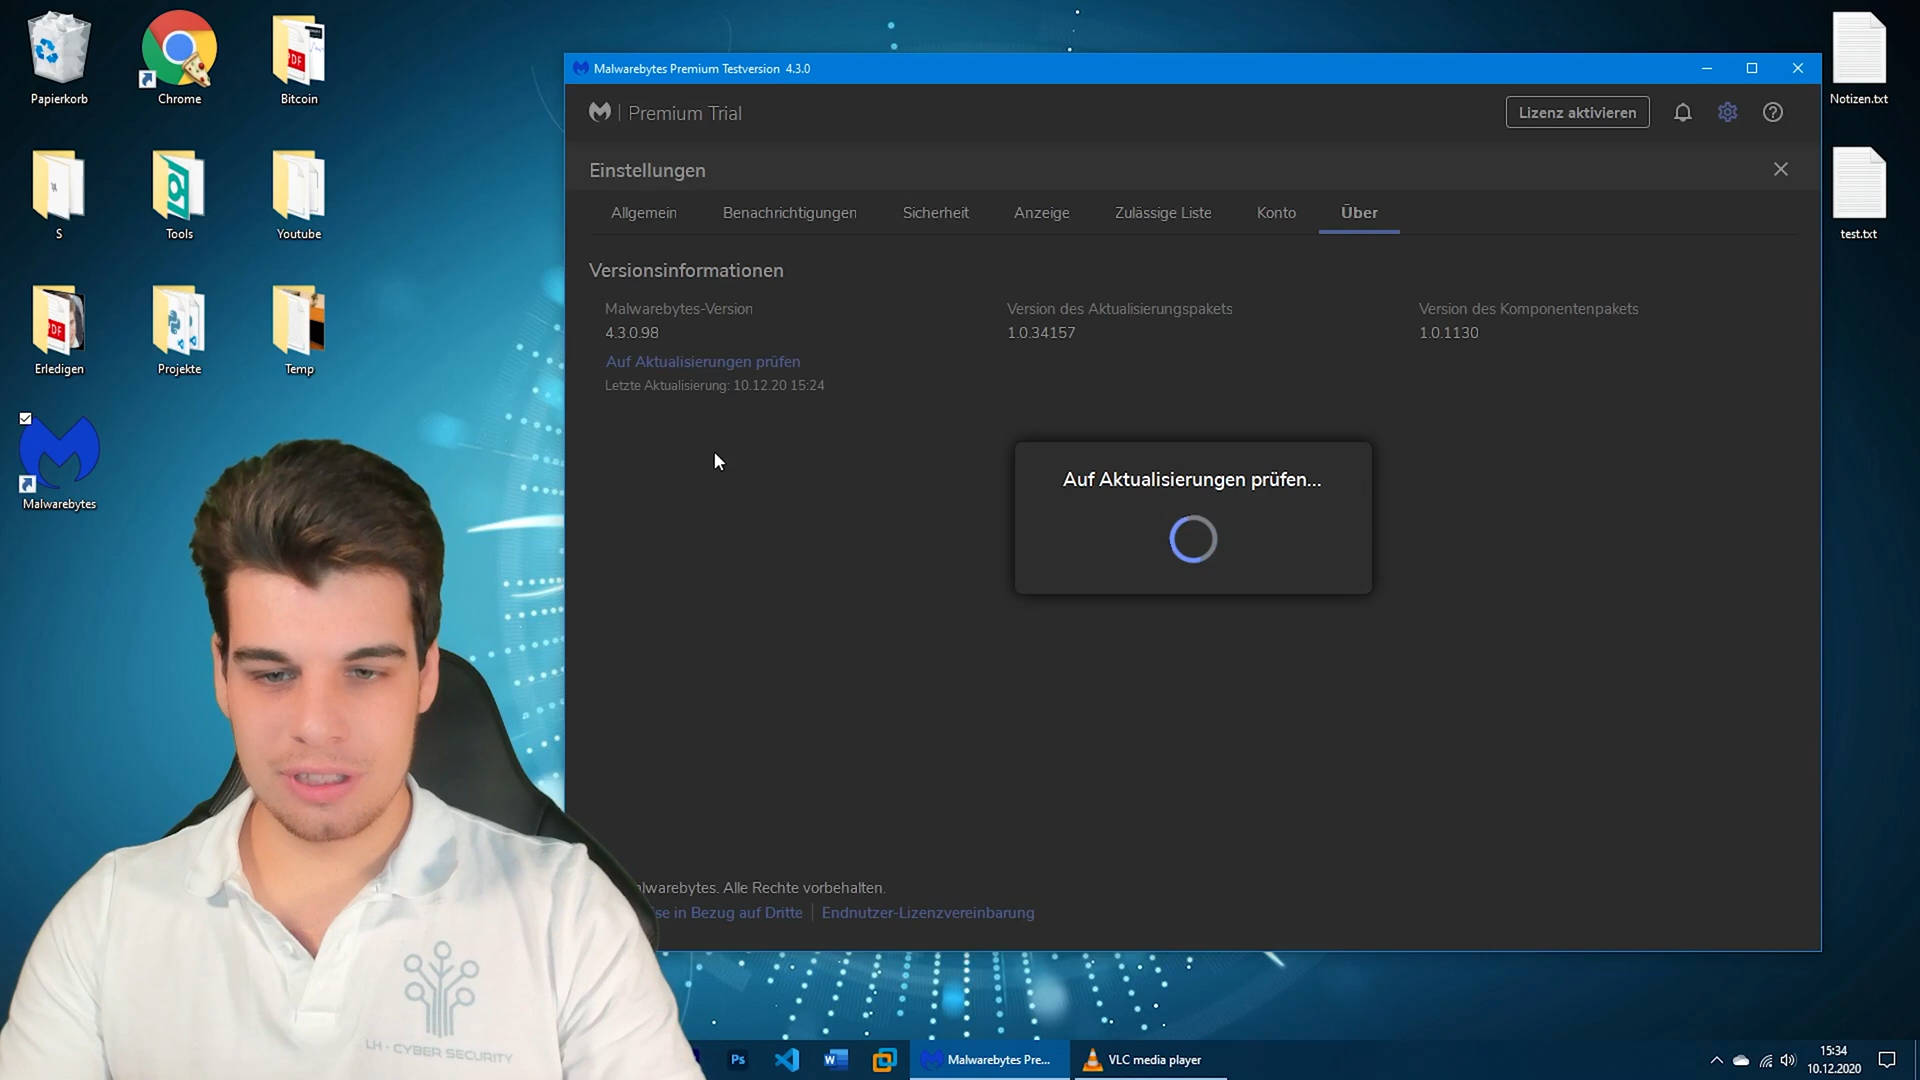 Papierkorb
Chrome
Bitcoin
PDF
S
Tools
Youtube
Erledigen
PDF
Projekte
Temp
Malwarebytes
Notizen.txt
test.txt
Malwarebytes Premium Testversion 4.3.0
Premium Trial
Lizenz aktivieren
Einstellungen
Allgemein
Benachrichtigungen
Sicherheit
Anzeige
Zulässige Liste
Konto
Über
Versionsinformationen
Malwarebytes-Version
4.3.0.98
Auf Aktualisierungen prüfen
Letzte Aktualisierung: 10.12.20 15:24
Version des Aktualisierungspakets
1.0.34157
Version des Komponentenpakets
1.0.1130
Auf Aktualisierungen prüfen...
lwarebytes. Alle Rechte vorbehalten.
se in Bezug auf Dritte
Endnutzer-Lizenzvereinbarung
LH - CYBER SECURITY
Ps
Malwarebytes Pre...
VLC media player
15:34
10.12.2020